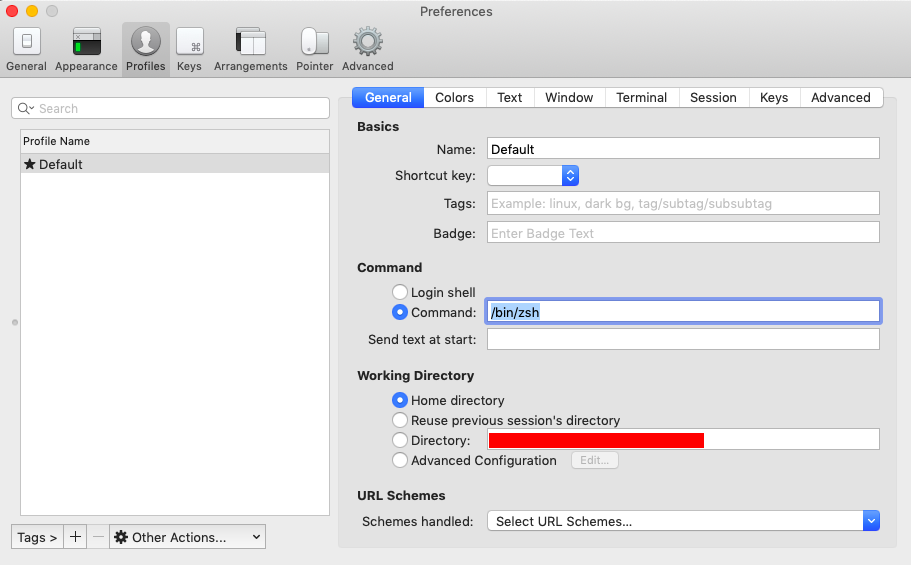 Preferences
General Appearance Profiles Keys Arrangements Pointer Advanced
Search
Profile Name
Default
Tags >
Other Actions...
General Colors Text Window Terminal Session Keys Advanced
Basics
Name: Default
Shortcut key:
Tags: Example: linux, dark bg, tag/subtag/subsubtag
Badge: Enter Badge Text
Command
Login shell
Command: /bin/zsh
Send text at start:
Working Directory
Home directory
Reuse previous session's directory
Directory:
Advanced Configuration Edit...
URL Schemes
Schemes handled: Select URL Schemes...